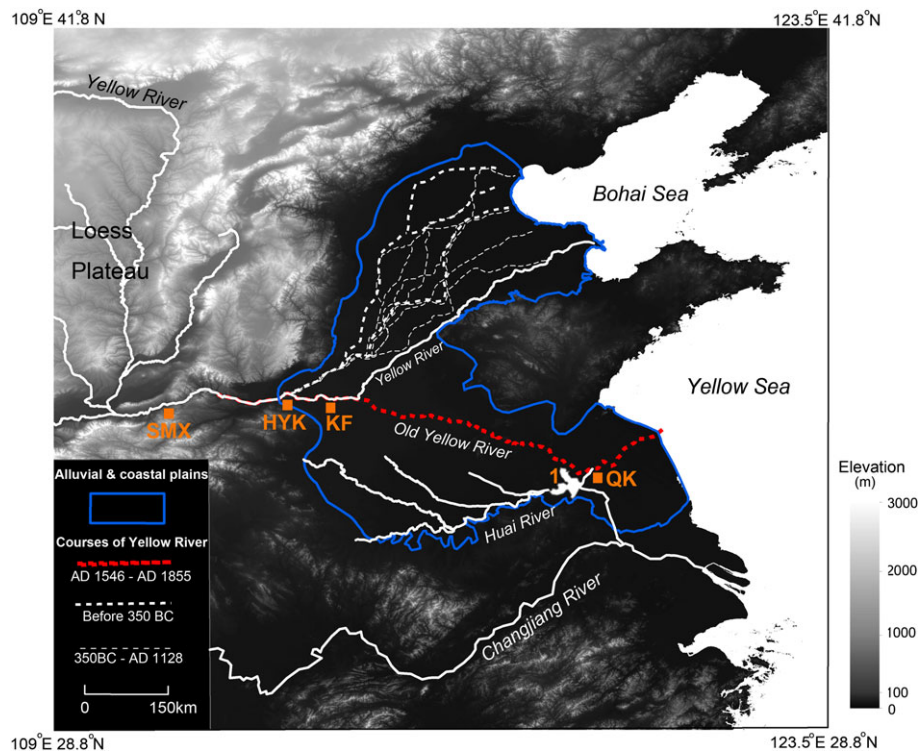 109°E 41.8°N
123.5°E 41.8°N
Yellow River
Bohai Sea
Loess
Plateau
Yellow River
Yellow Sea
SMX
HYK
KF
Old Yellow River
1
QK
Huai River
Changjiang River
Alluvial & coastal plains
Courses of Yellow River
AD 1546 - AD 1855
Before 350 BC
350BC - AD 1128
0 150km
Elevation
(m)
3000
2000
1000
100
0
109°E 28.8°N
123.5°E 28.8°N